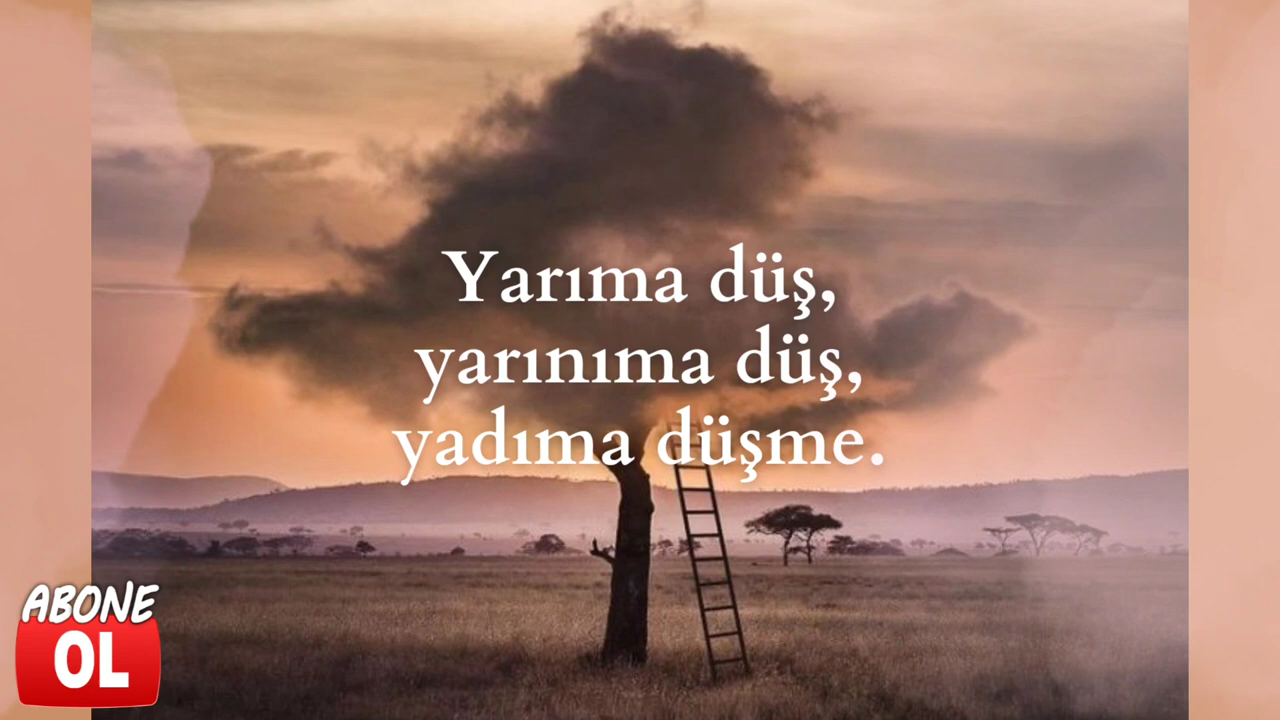 Yarıma düş,
yarınıma düş,
yadıma düşme.
ABONE
OL